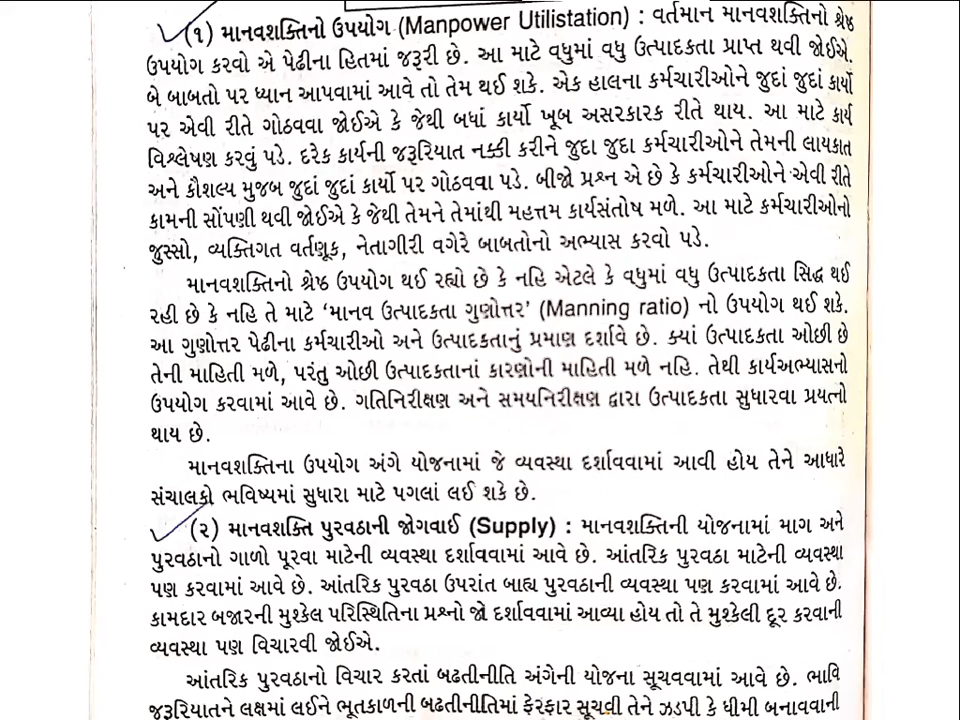 (૧) માનવશક્તિનો ઉપયોગ (Manpower Utilistation) : વર્તમાન માનવશક્તિનો શ્રેષ્ઠ
ઉપયોગ કરવો એ પેઢીના હિતમાં જરૂરી છે. આ માટે વધુમાં વધુ ઉત્પાદકતા પ્રાપ્ત થવી જોઈએ.
બે બાબતો પર ધ્યાન આપવામાં આવે તો તેમ થઈ શકે. એક હાલના કર્મચારીઓને જુદાં જુદાં કાર્યો
પર એવી રીતે ગોઠવવા જોઈએ કે જેથી બધાં કાર્યો ખૂબ અસરકારક રીતે થાય. આ માટે કાર્ય
વિશ્લેષણ કરવું પડે. દરેક કાર્યની જરૂરિયાત નક્કી કરીને જુદા જુદા કર્મચારીઓને તેમની લાયકાત
અને કૌશલ્ય મુજબ જુદાં જુદાં કાર્યો પર ગોઠવવા પડે. બીજો પ્રશ્ન એ છે કે કર્મચારીઓને એવી રીતે
કામની સોંપણી થવી જોઈએ કે જેથી તેમને તેમાંથી મહત્તમ કાર્યસંતોષ મળે. આ માટે કર્મચારીઓનો
જુસ્સો, વ્યક્તિગત વર્તણૂક, નેતાગીરી વગેરે બાબતોનો અભ્યાસ કરવો પડે.
માનવશક્તિનો શ્રેષ્ઠ ઉપયોગ થઈ રહ્યો છે કે નહિ એટલે કે વધુમાં વધુ ઉત્પાદકતા સિદ્ધ થઈ
રહી છે કે નહિ તે માટે ‘માનવ ઉત્પાદકતા ગુણોત્તર’ (Manning ratio) નો ઉપયોગ થઈ શકે.
આ ગુણોત્તર પેઢીના કર્મચારીઓ અને ઉત્પાદકતાનું પ્રમાણ દર્શાવે છે. ક્યાં ઉત્પાદકતા ઓછી છે
તેની માહિતી મળે, પરંતુ ઓછી ઉત્પાદકતાનાં કારણોની માહિતી મળે નહિ. તેથી કાર્યઅભ્યાસનો
ઉપયોગ કરવામાં આવે છે. ગતિનિરીક્ષણ અને સમયનિરીક્ષણ દ્વારા ઉત્પાદકતા સુધારવા પ્રયત્નો
થાય છે.
માનવશક્તિના ઉપયોગ અંગે યોજનામાં જે વ્યવસ્થા દર્શાવવામાં આવી હોય તેને આધારે
સંચાલકો ભવિષ્યમાં સુધારા માટે પગલાં લઈ શકે છે.
(૨) માનવશક્તિ પુરવઠાની જોગવાઈ (Supply) : માનવશક્તિની યોજનામાં માગ અને
પુરવઠાનો ગાળો પૂરવા માટેની વ્યવસ્થા દર્શાવવામાં આવે છે. આંતરિક પુરવઠા માટેની વ્યવસ્થા
પણ કરવામાં આવે છે. આંતરિક પુરવઠા ઉપરાંત બાહ્ય પુરવઠાની વ્યવસ્થા પણ કરવામાં આવે છે.
કામદાર બજારની મુશ્કેલ પરિસ્થિતિના પ્રશ્નો જો દર્શાવવામાં આવ્યા હોય તો તે મુશ્કેલી દૂર કરવાની
વ્યવસ્થા પણ વિચારવી જોઈએ.
આંતરિક પુરવઠાનો વિચાર કરતાં બઢતીનીતિ અંગેની યોજના સૂચવવામાં આવે છે. ભાવિ
જરૂરિયાતને લક્ષમાં લઈને ભૂતકાળની બઢતીનીતિમાં ફેરફાર સૂચવી તેને ઝડપી કે ધીમી બનાવવાની